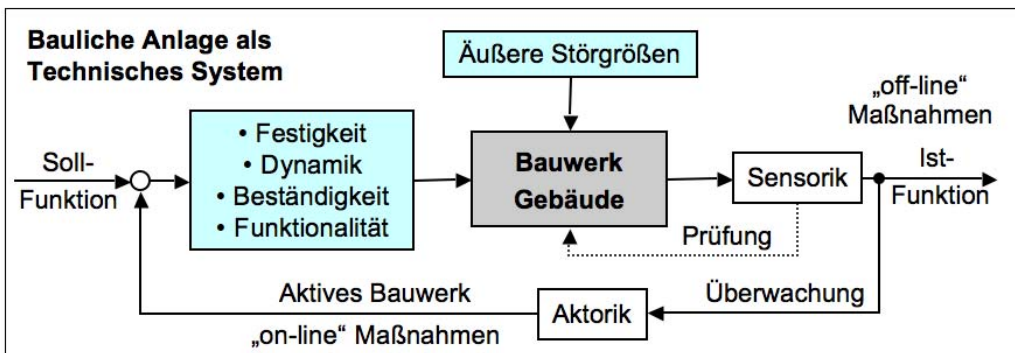 Bauliche Anlage als
Technisches System
Äußere Störgrößen
„off-line“
Maßnahmen
Soll-
Funktion
• Festigkeit
• Dynamik
• Beständigkeit
• Funktionalität
Bauwerk
Gebäude
Sensorik
Ist-
Funktion
Prüfung
Aktives Bauwerk
„on-line“ Maßnahmen
Aktorik
Überwachung